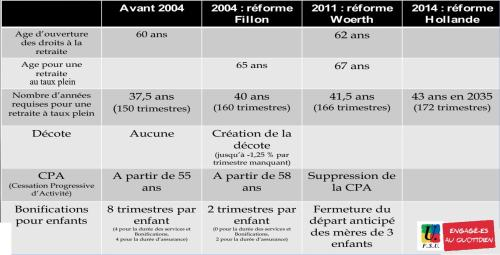 Avant 2004
2004 : réforme
Fillon
2011 : réforme
Woerth
2014 : réforme
Hollande
Age d'ouverture
des droits à la
retraite
60 ans
62 ans
Age pour une
retraite
au taux plein
65 ans
67 ans
Nombre d'années
requises pour une
retraite à taux plein
37,5 ans
(150 trimestres)
40 ans
(160 trimestres)
41,5 ans
(166 trimestres)
43 ans en 2035
(172 trimestres)
Décote
Aucune
Création de la
décote
(jusqu'à -1,25 % par
trimestre manquant)
CPA
(Cessation Progressive
d'Activité)
A partir de 55
ans
A partir de 58
ans
Suppression de
la CPA
Bonifications
pour enfants
8 trimestres par
enfant
(4 pour la durée des services et
Bonifications,
4 pour la durée d'assurance)
2 trimestres par
enfant
(0 pour la durée des services et
Bonifications,
2 pour la durée d'assurance)
Fermeture du
départ anticipé
des mères de 3
enfants
F.S.U.
ENGAGÉ·ES
AU QUOTIDIEN